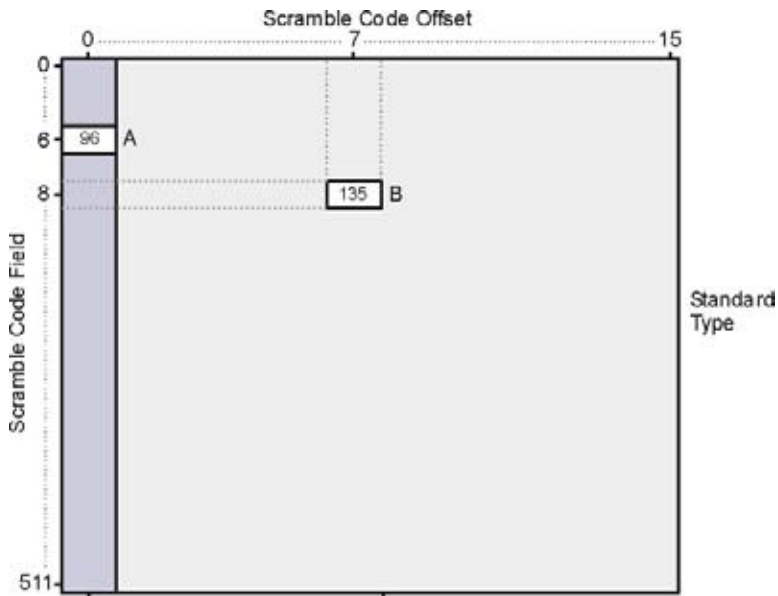 Scramble Code Offset
0 7 15
0
6 96 A
8 135 B
Scramble Code Field
Standard
Type
511